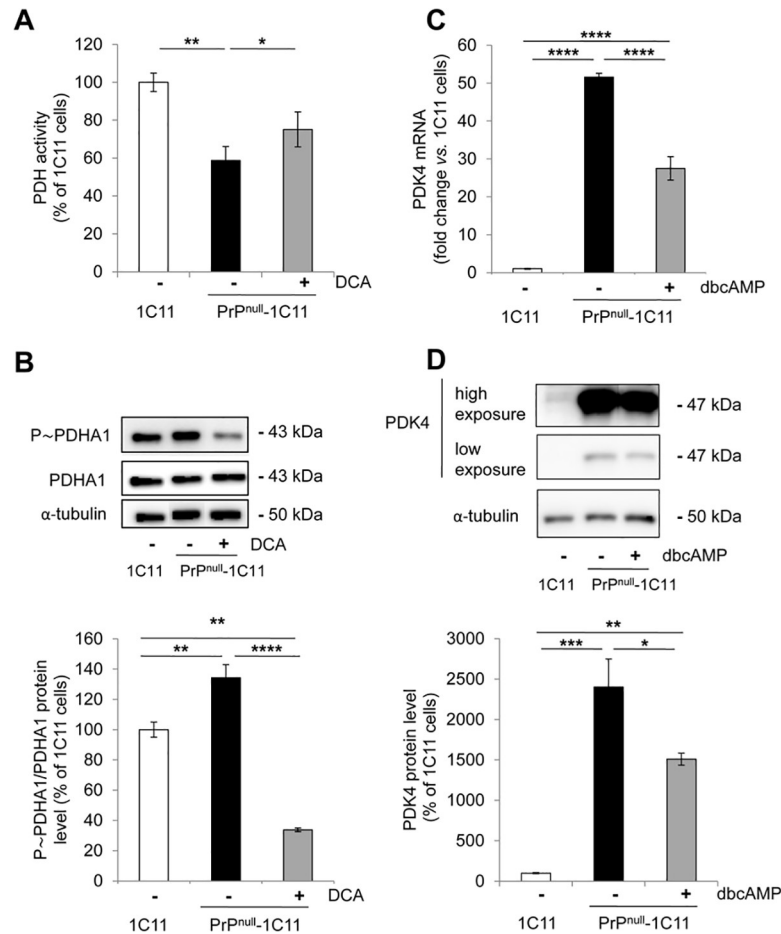 A
PDH activity
(% of 1C11 cells)
120
100
80
60
40
20
0
**
*
- - + DCA
1C11 PrPnull-1C11
B
P~PDHA1 - 43 kDa
PDHA1 - 43 kDa
α-tubulin - 50 kDa
- - + DCA
1C11 PrPnull-1C11
P~PDHA1/PDHA1 protein
level (% of 1C11 cells)
160
140
120
100
80
60
40
20
0
**
** ****
- - + DCA
1C11 PrPnull-1C11
C
PDK4 mRNA
(fold change vs. 1C11 cells)
60
50
40
30
20
10
0
****
**** ****
- - + dbcAMP
1C11 PrPnull-1C11
D
PDK4
high
exposure - 47 kDa
low
exposure - 47 kDa
α-tubulin - 50 kDa
- - + dbcAMP
1C11 PrPnull-1C11
PDK4 protein level
(% of 1C11 cells)
3000
2500
2000
1500
1000
500
0
**
*** *
- - + dbcAMP
1C11 PrPnull-1C11